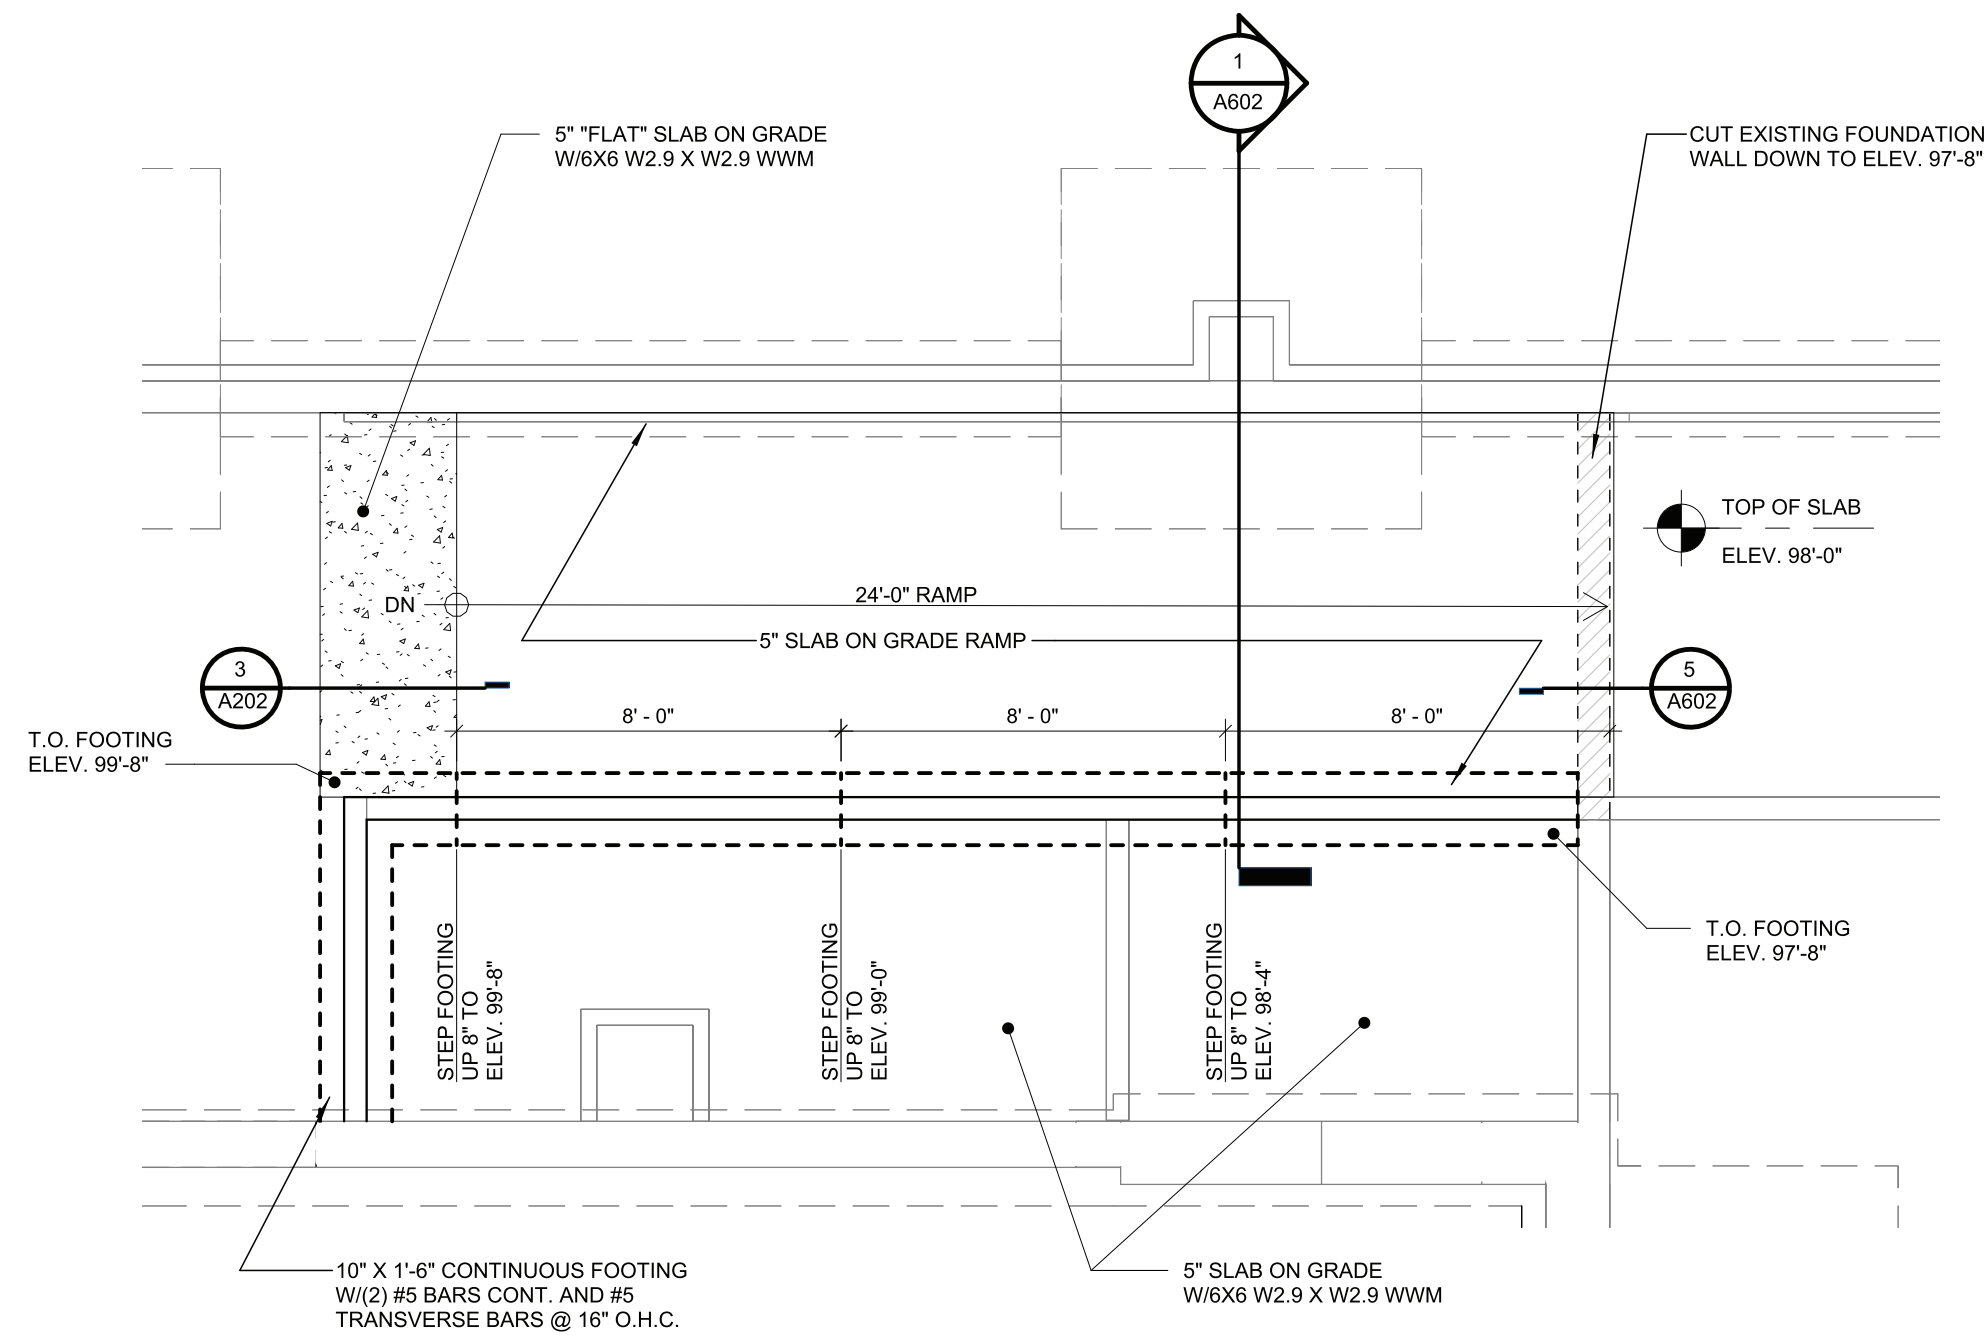 1
A602
5" "FLAT" SLAB ON GRADE
W/6X6 W2.9 X W2.9 WWM
CUT EXISTING FOUNDATION
WALL DOWN TO ELEV. 97'-8"
TOP OF SLAB
ELEV. 98'-0"
DN
24'-0" RAMP
5" SLAB ON GRADE RAMP
3
A202
5
A602
8' - 0"
8' - 0"
8' - 0"
T.O. FOOTING
ELEV. 99'-8"
T.O. FOOTING
ELEV. 97'-8"
STEP FOOTING
UP 8" TO
ELEV. 99'-8"
STEP FOOTING
UP 8" TO
ELEV. 99'-0"
STEP FOOTING
UP 8" TO
ELEV. 98'-4"
10" X 1'-6" CONTINUOUS FOOTING
W/(2) #5 BARS CONT. AND #5
TRANSVERSE BARS @ 16" O.H.C.
5" SLAB ON GRADE
W/6X6 W2.9 X W2.9 WWM